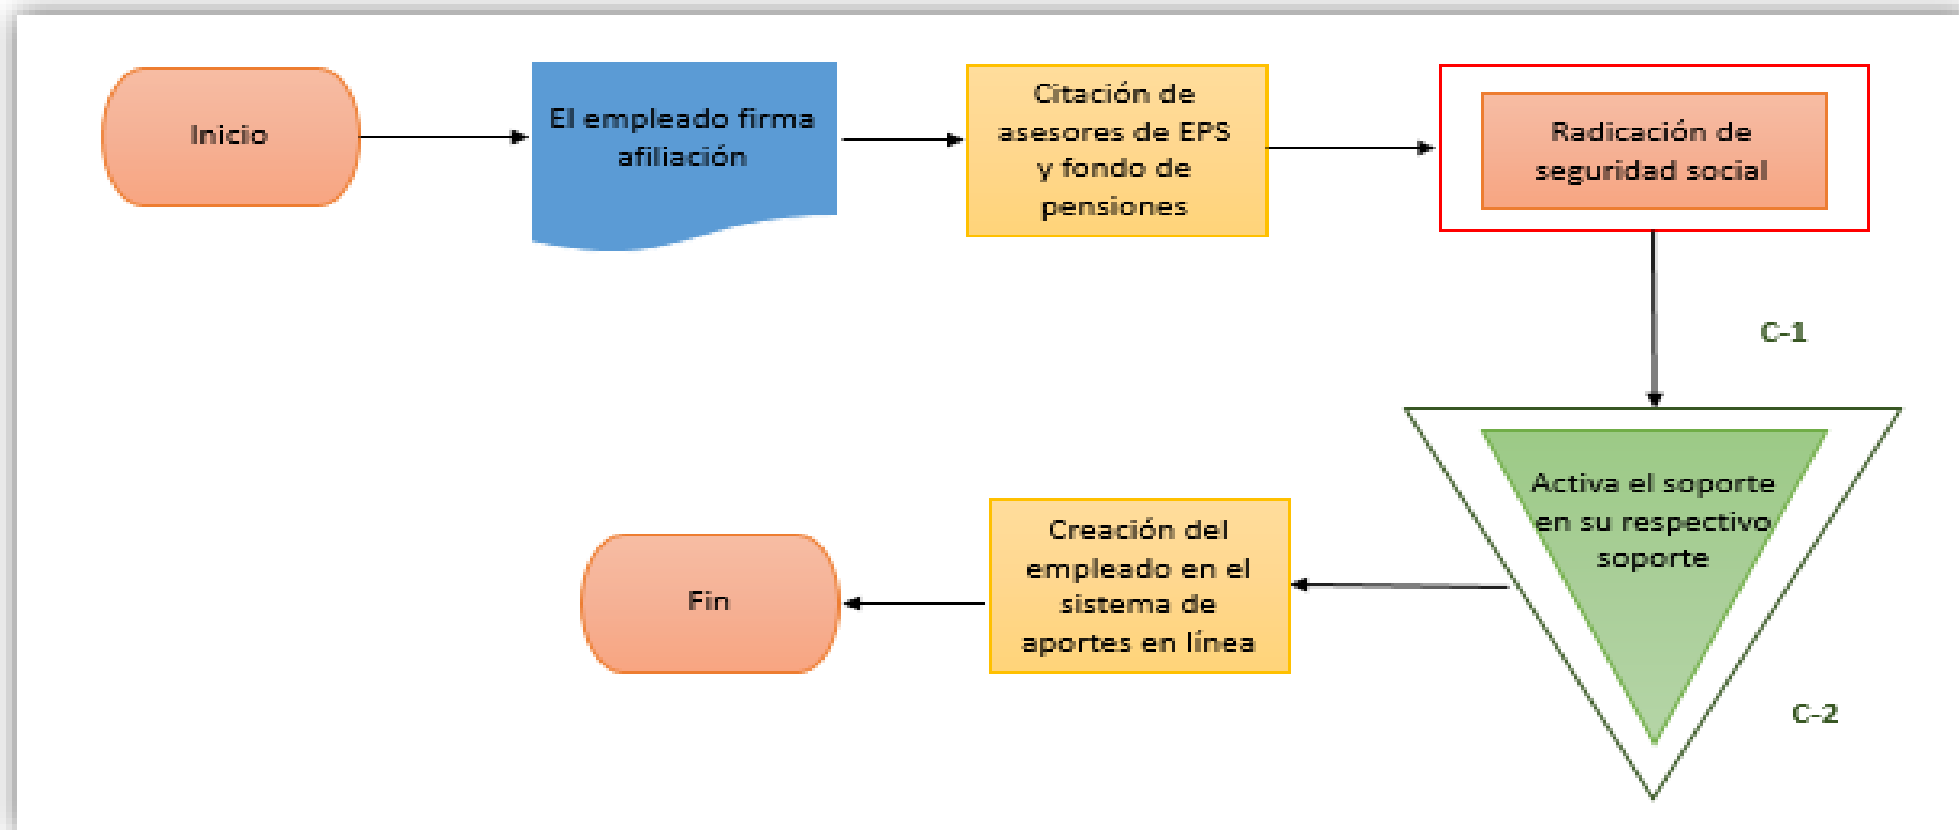 Inicio
El empleado firma
afiliación
Citación de
asesores de EPS
y fondo de
pensiones
Radicación de
seguridad social
C-1
Activa el soporte
en su respectivo
soporte
C-2
Creación del
empleado en el
sistema de
aportes en línea
Fin